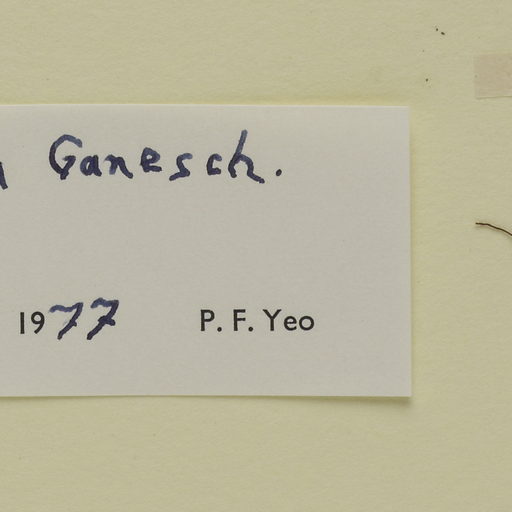 Ganesch.
1977 P. F. Yeo